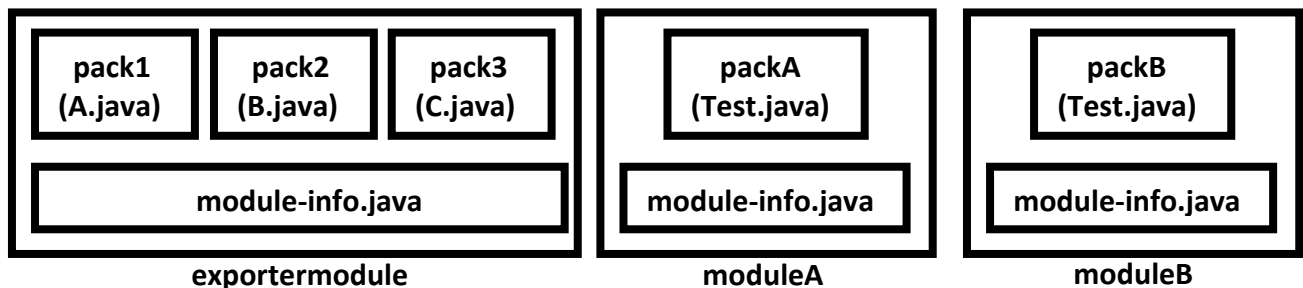 pack1
(A.java)
pack2
(B.java)
pack3
(C.java)
module-info.java
exportermodule
packA
(Test.java)
module-info.java
moduleA
packB
(Test.java)
module-info.java
moduleB